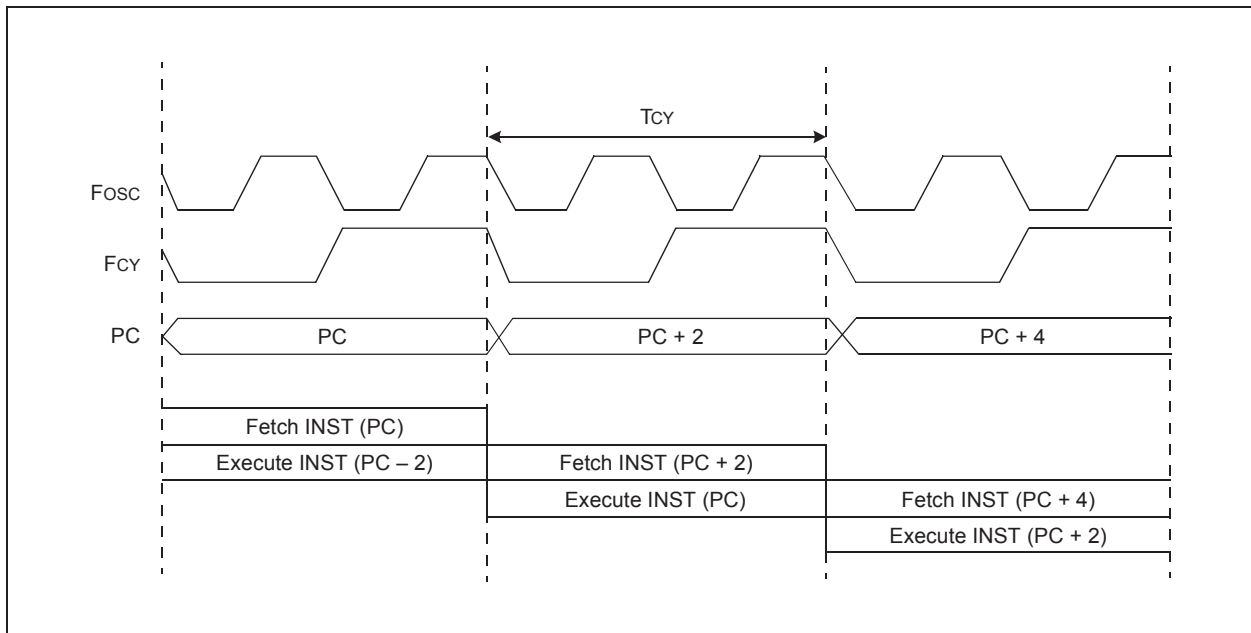 TCY
FOSC
FCY
PC
PC
PC + 2
PC + 4
Fetch INST (PC)
Execute INST (PC – 2)
Fetch INST (PC + 2)
Execute INST (PC)
Fetch INST (PC + 4)
Execute INST (PC + 2)